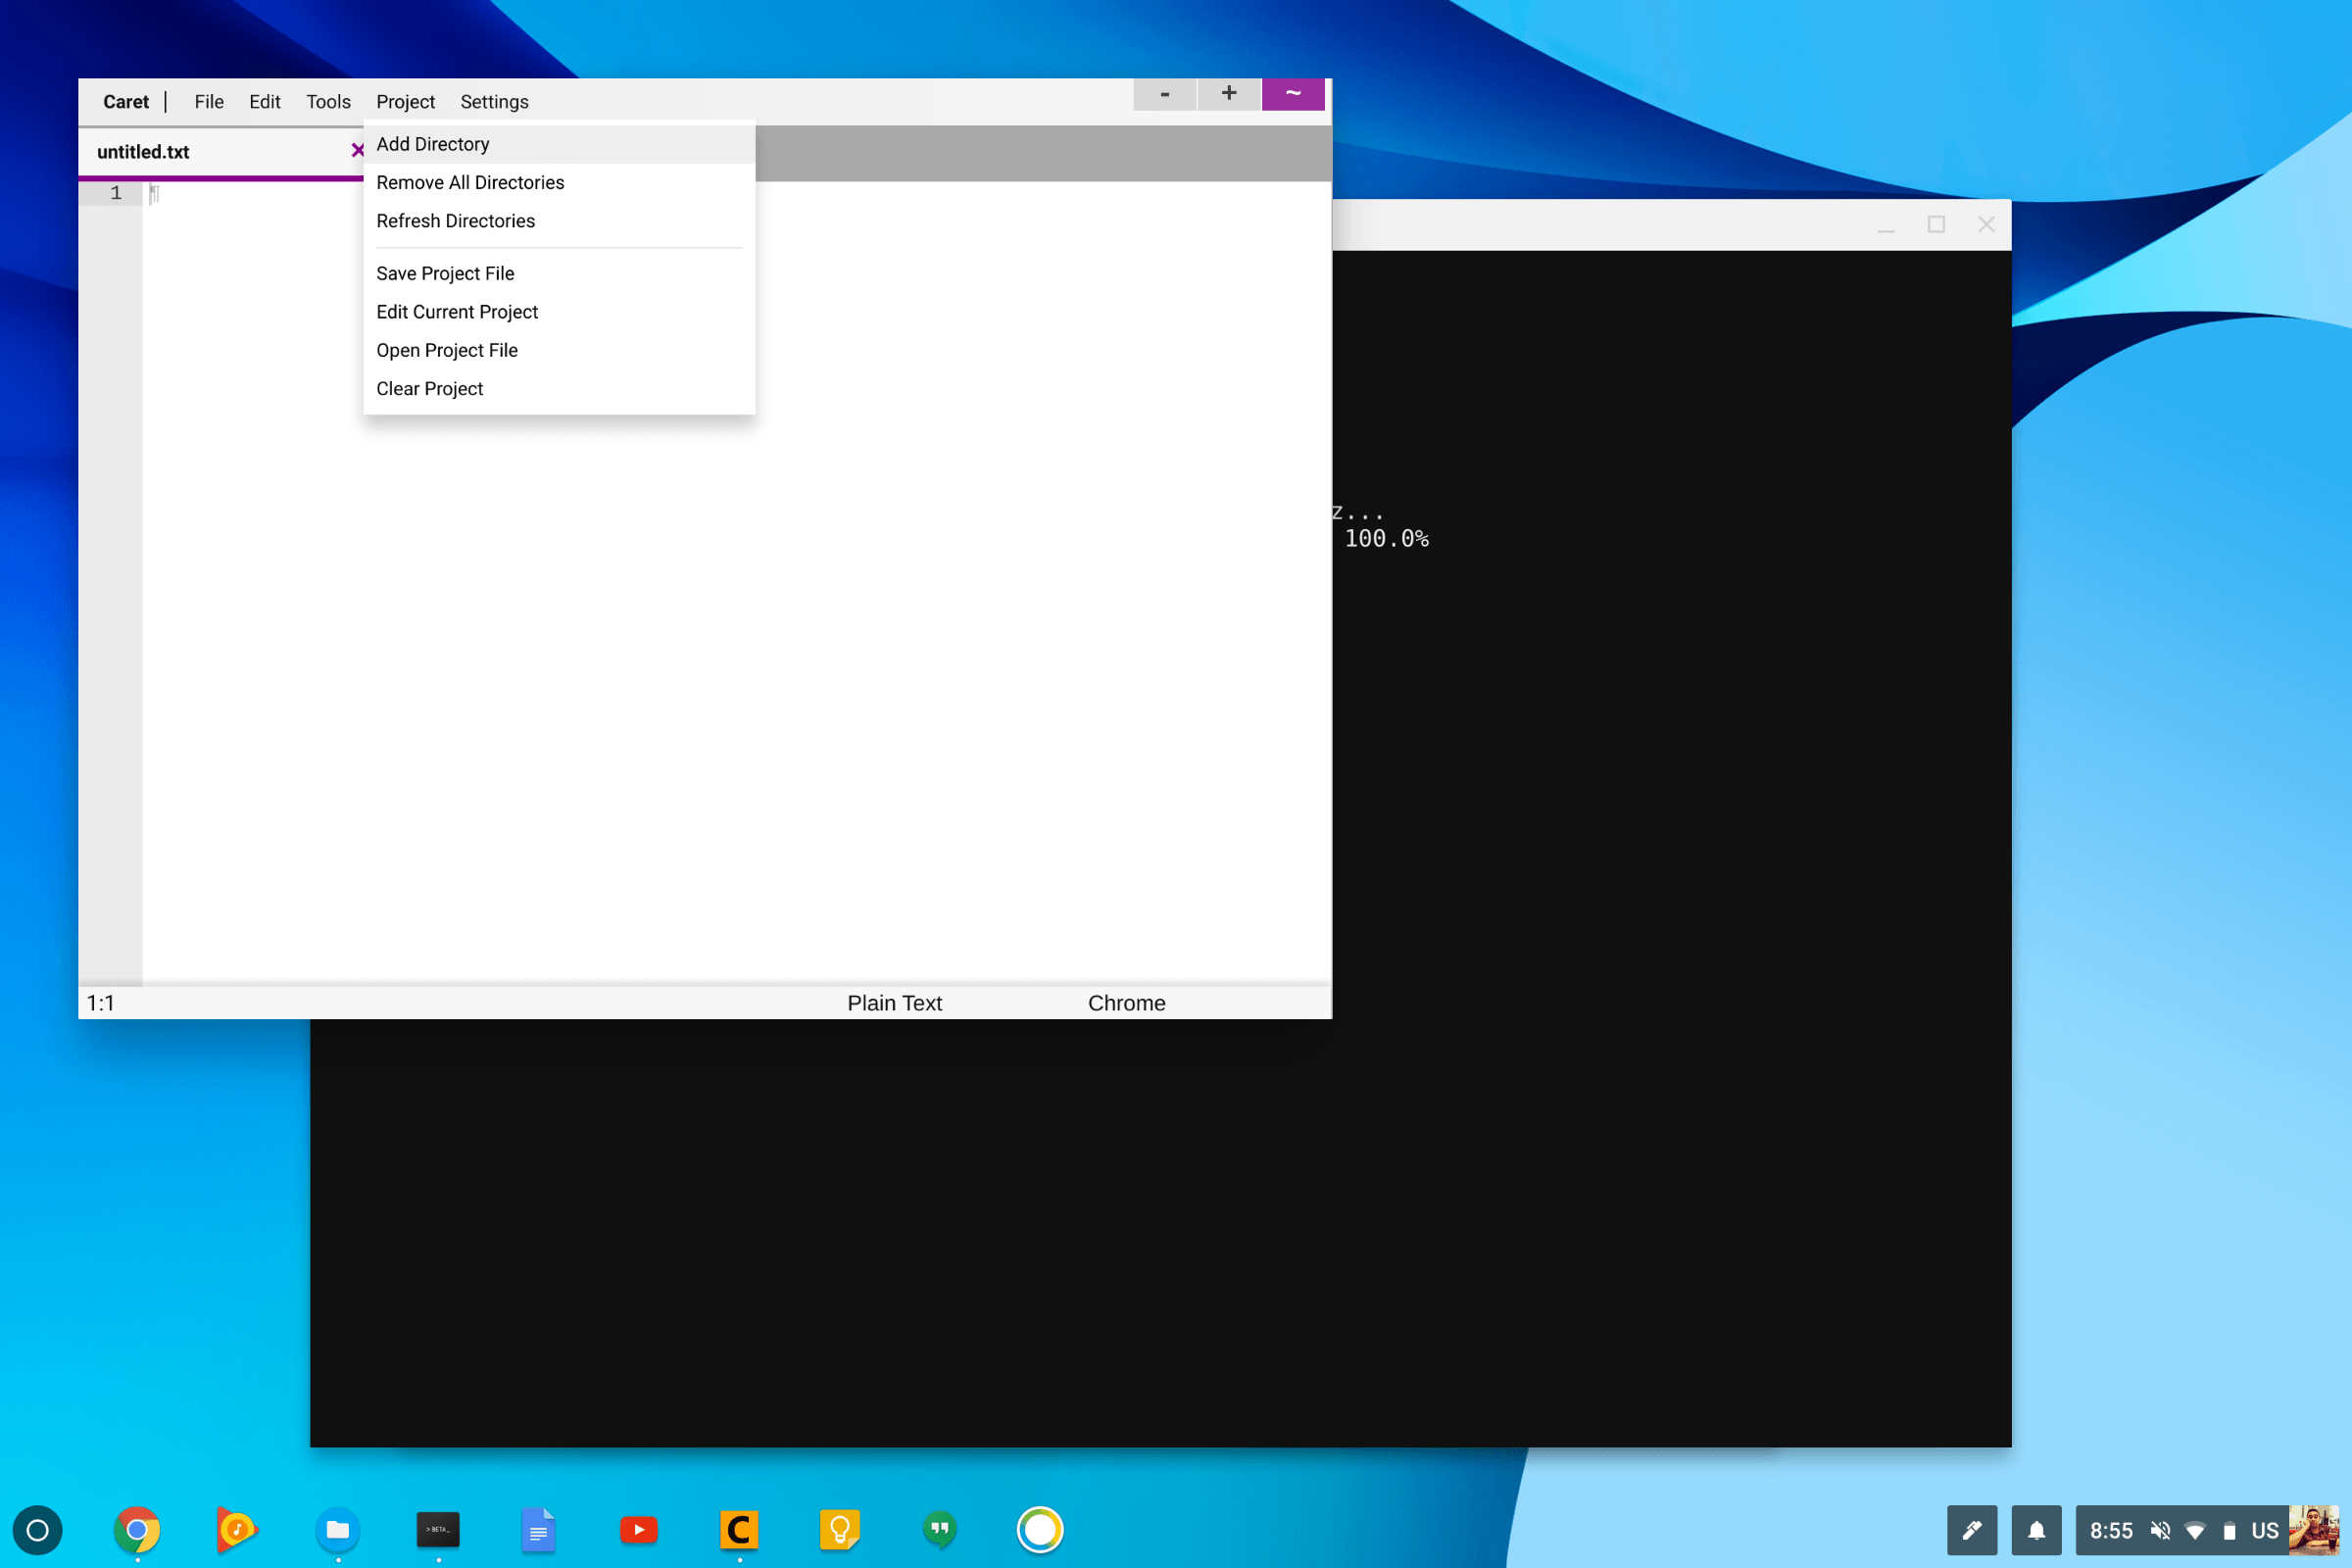 Caret | File Edit Tools Project Settings - + ~
untitled.txt ×
Add Directory
Remove All Directories
Refresh Directories
Save Project File
Edit Current Project
Open Project File
Clear Project
1 ¶
z...
100.0%
1:1 Plain Text Chrome
>BETA_
C
8:55 US